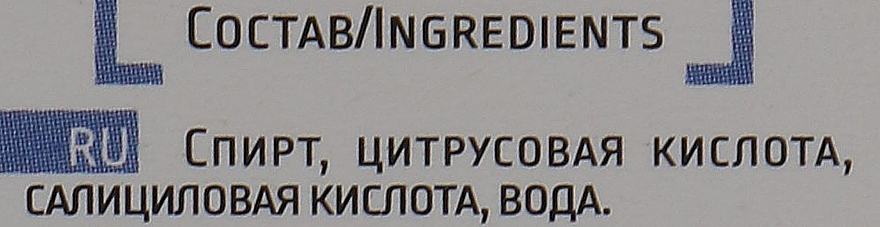 Состав/Ingredients
RU Спирт, цитрусовая кислота,
салициловая кислота, вода.